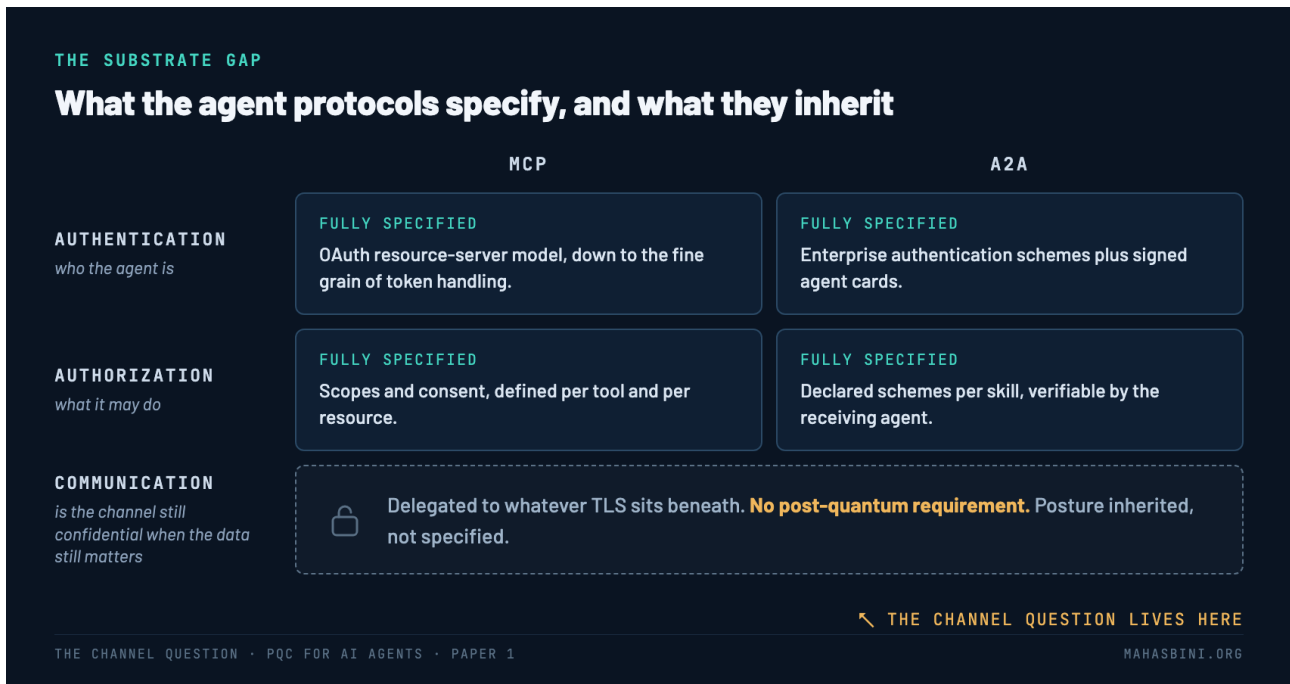 THE SUBSTRATE GAP
What the agent protocols specify, and what they inherit
MCP
A2A
AUTHENTICATION
who the agent is
FULLY SPECIFIED
OAuth resource-server model, down to the fine
grain of token handling.
FULLY SPECIFIED
Enterprise authentication schemes plus signed
agent cards.
AUTHORIZATION
what it may do
FULLY SPECIFIED
Scopes and consent, defined per tool and per
resource.
FULLY SPECIFIED
Declared schemes per skill, verifiable by the
receiving agent.
COMMUNICATION
is the channel still
confidential when the data
still matters
Delegated to whatever TLS sits beneath. No post-quantum requirement. Posture inherited,
not specified.
↖ THE CHANNEL QUESTION LIVES HERE
THE CHANNEL QUESTION · PQC FOR AI AGENTS · PAPER 1
MAHASBINI.ORG